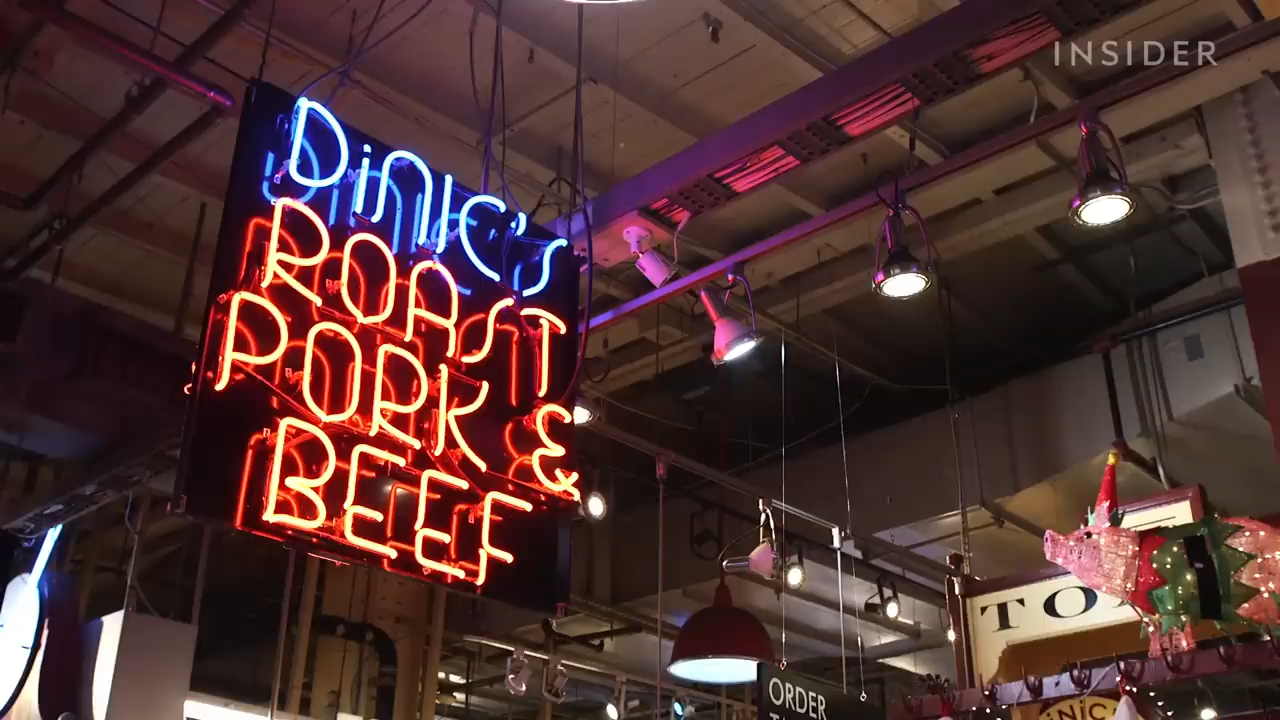 INSIDER
DiNiC's
ROAST
PORK &
BEEF
ORDER